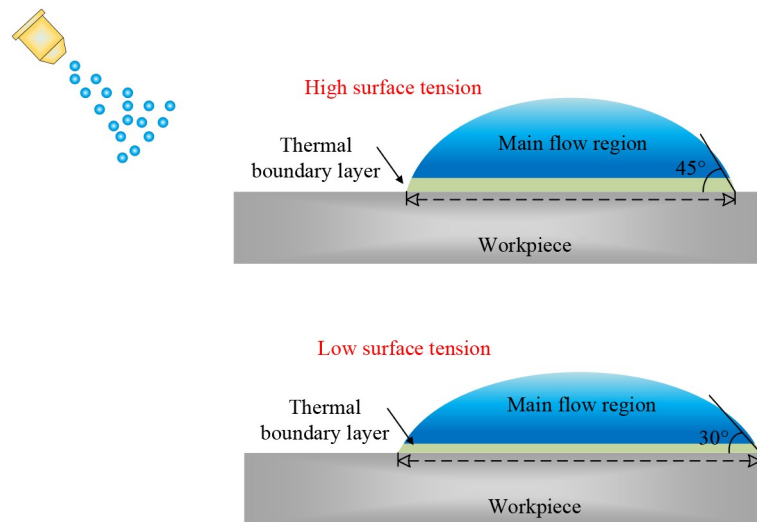 High surface tension
Thermal
boundary layer
Main flow region
45°
Workpiece
Low surface tension
Thermal
boundary layer
Main flow region
30°
Workpiece